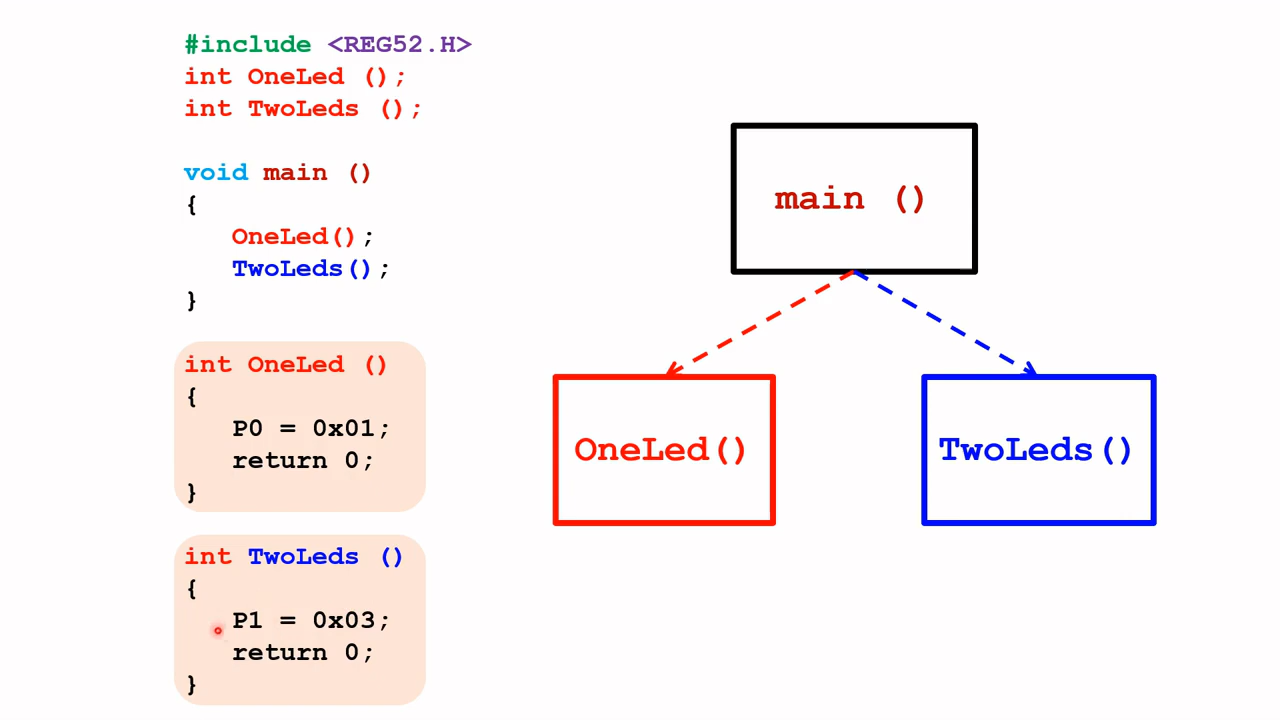 #include <REG52.H>
int OneLed ();
int TwoLeds ();
void main ()
{
OneLed();
TwoLeds();
}
int OneLed ()
{
P0 = 0x01;
return 0;
}
int TwoLeds ()
{
P1 = 0x03;
return 0;
}
main ()
OneLed()
TwoLeds()